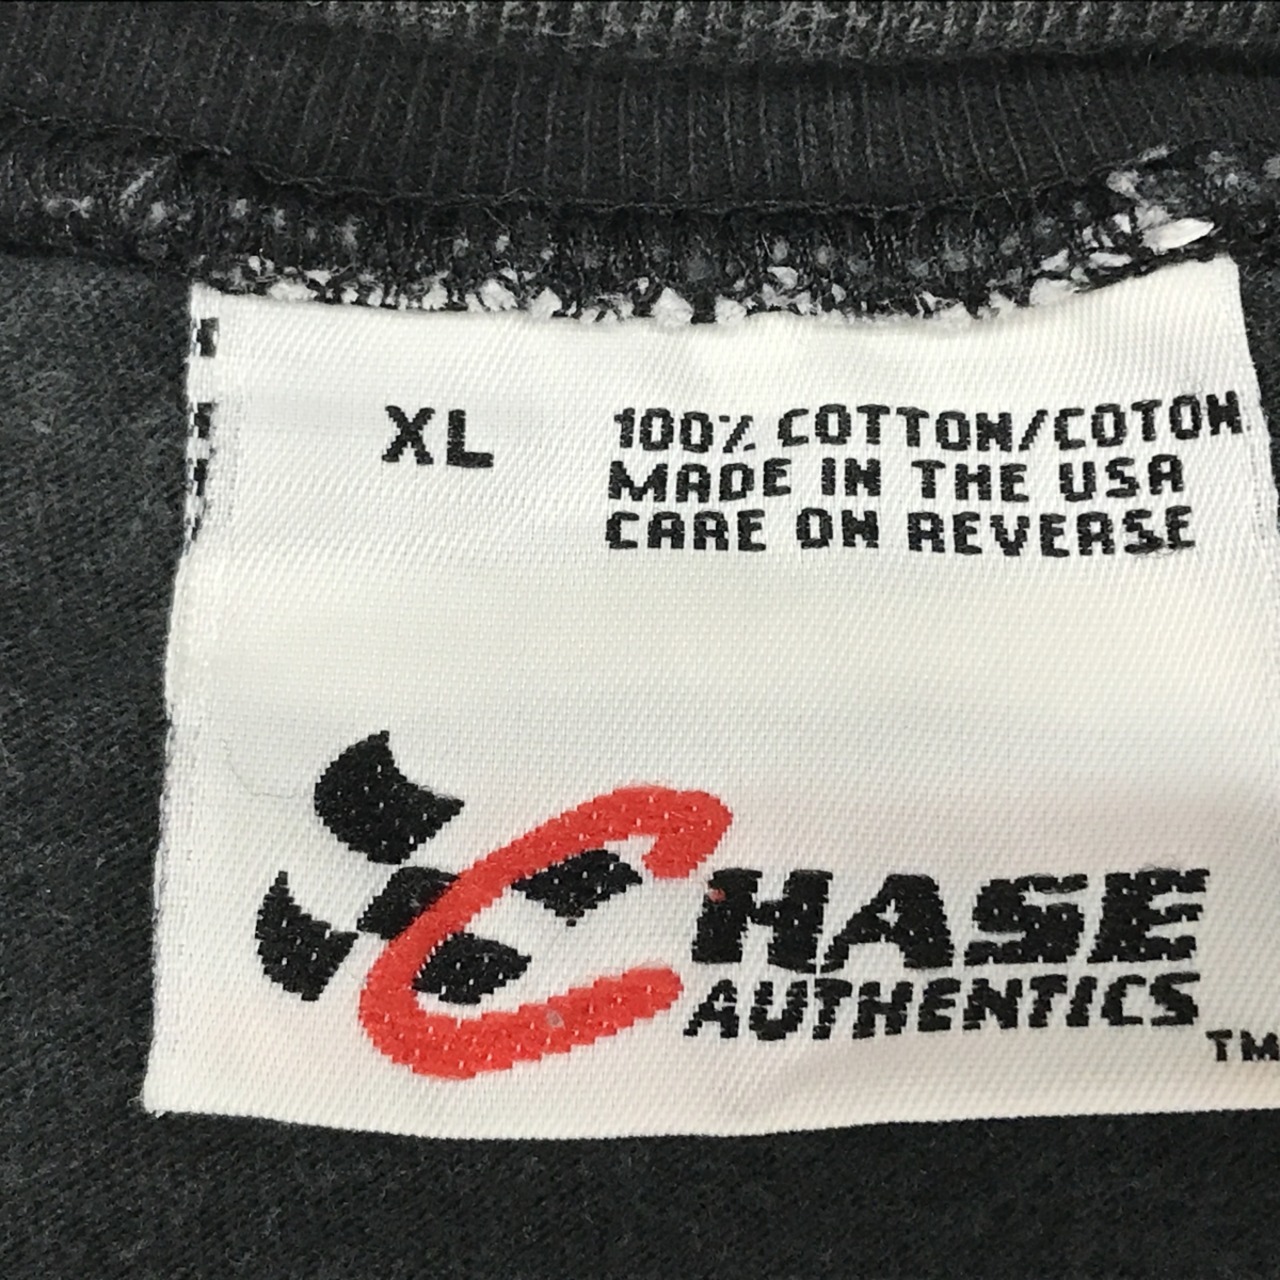 XL
100% COTTON/COTON
MADE IN THE USA
CARE ON REVERSE
CHASE
AUTHENTICS
TM